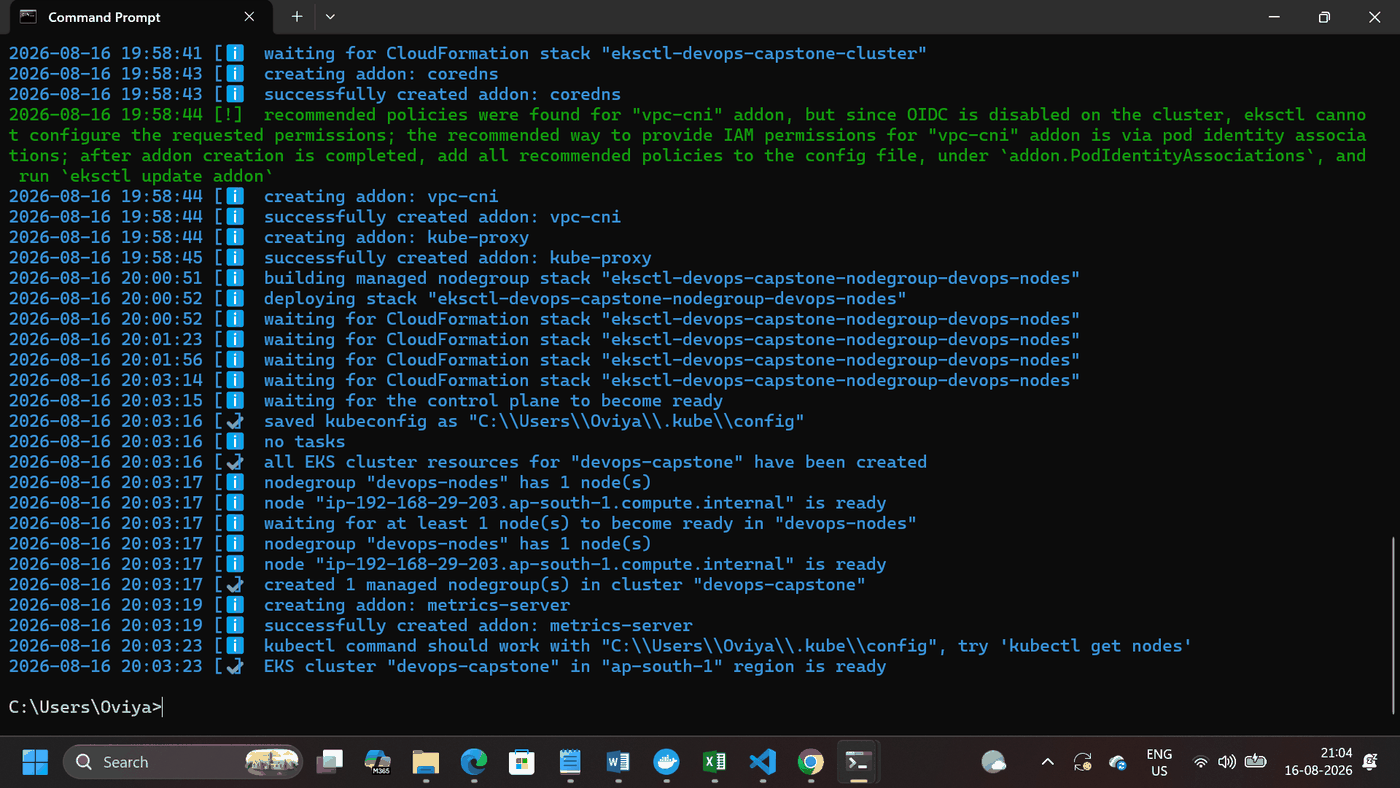 Command Prompt
2026-08-16 19:58:41 [ℹ]  waiting for CloudFormation stack "eksctl-devops-capstone-cluster"
2026-08-16 19:58:43 [ℹ]  creating addon: coredns
2026-08-16 19:58:43 [ℹ]  successfully created addon: coredns
2026-08-16 19:58:44 [!]  recommended policies were found for "vpc-cni" addon, but since OIDC is disabled on the cluster, eksctl canno
t configure the requested permissions; the recommended way to provide IAM permissions for "vpc-cni" addon is via pod identity associa
tions; after addon creation is completed, add all recommended policies to the config file, under `addon.PodIdentityAssociations`, and
 run `eksctl update addon`
2026-08-16 19:58:44 [ℹ]  creating addon: vpc-cni
2026-08-16 19:58:44 [ℹ]  successfully created addon: vpc-cni
2026-08-16 19:58:44 [ℹ]  creating addon: kube-proxy
2026-08-16 19:58:45 [ℹ]  successfully created addon: kube-proxy
2026-08-16 20:00:51 [ℹ]  building managed nodegroup stack "eksctl-devops-capstone-nodegroup-devops-nodes"
2026-08-16 20:00:52 [ℹ]  deploying stack "eksctl-devops-capstone-nodegroup-devops-nodes"
2026-08-16 20:00:52 [ℹ]  waiting for CloudFormation stack "eksctl-devops-capstone-nodegroup-devops-nodes"
2026-08-16 20:01:23 [ℹ]  waiting for CloudFormation stack "eksctl-devops-capstone-nodegroup-devops-nodes"
2026-08-16 20:01:56 [ℹ]  waiting for CloudFormation stack "eksctl-devops-capstone-nodegroup-devops-nodes"
2026-08-16 20:03:14 [ℹ]  waiting for CloudFormation stack "eksctl-devops-capstone-nodegroup-devops-nodes"
2026-08-16 20:03:15 [ℹ]  waiting for the control plane to become ready
2026-08-16 20:03:16 [✔]  saved kubeconfig as "C:\\Users\\Oviya\\.kube\\config"
2026-08-16 20:03:16 [ℹ]  no tasks
2026-08-16 20:03:16 [✔]  all EKS cluster resources for "devops-capstone" have been created
2026-08-16 20:03:17 [ℹ]  nodegroup "devops-nodes" has 1 node(s)
2026-08-16 20:03:17 [ℹ]  node "ip-192-168-29-203.ap-south-1.compute.internal" is ready
2026-08-16 20:03:17 [ℹ]  waiting for at least 1 node(s) to become ready in "devops-nodes"
2026-08-16 20:03:17 [ℹ]  nodegroup "devops-nodes" has 1 node(s)
2026-08-16 20:03:17 [ℹ]  node "ip-192-168-29-203.ap-south-1.compute.internal" is ready
2026-08-16 20:03:17 [✔]  created 1 managed nodegroup(s) in cluster "devops-capstone"
2026-08-16 20:03:19 [ℹ]  creating addon: metrics-server
2026-08-16 20:03:19 [ℹ]  successfully created addon: metrics-server
2026-08-16 20:03:23 [ℹ]  kubectl command should work with "C:\\Users\\Oviya\\.kube\\config", try 'kubectl get nodes'
2026-08-16 20:03:23 [✔]  EKS cluster "devops-capstone" in "ap-south-1" region is ready
C:\Users\Oviya>
Search
M365
ENG
US
21:04
16-08-2026